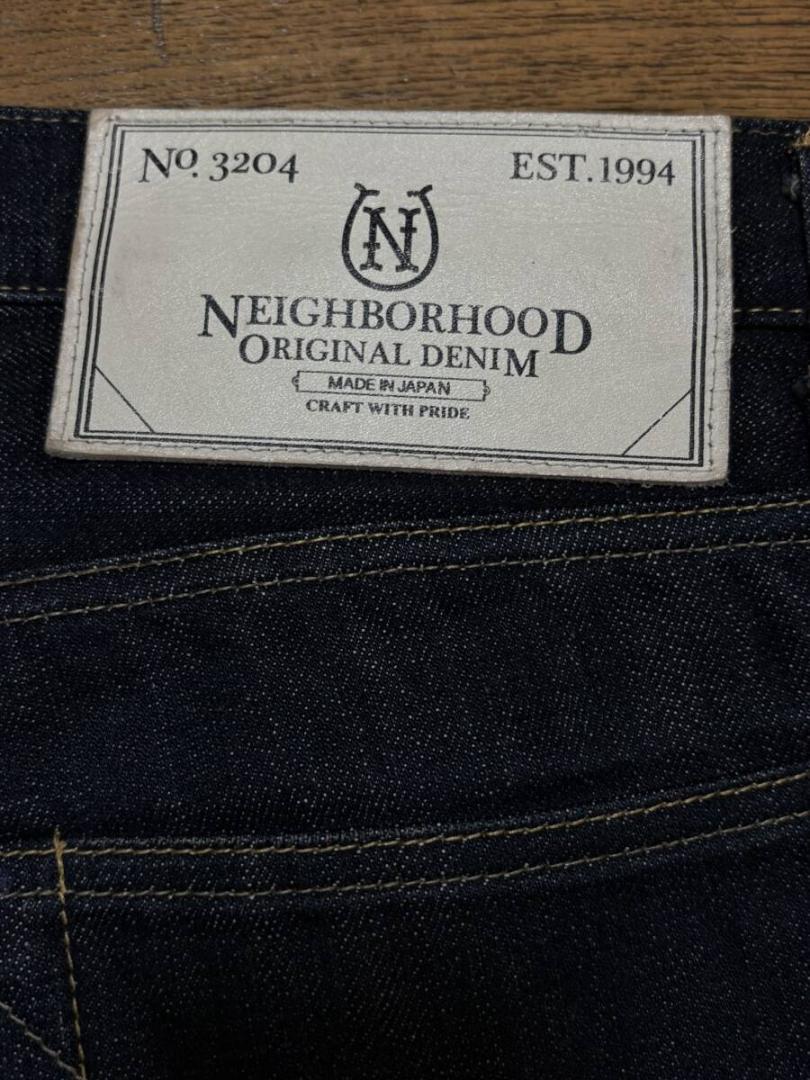 No. 3204
EST. 1994
N
NEIGHBORHOOD
ORIGINAL DENIM
MADE IN JAPAN
CRAFT WITH PRIDE